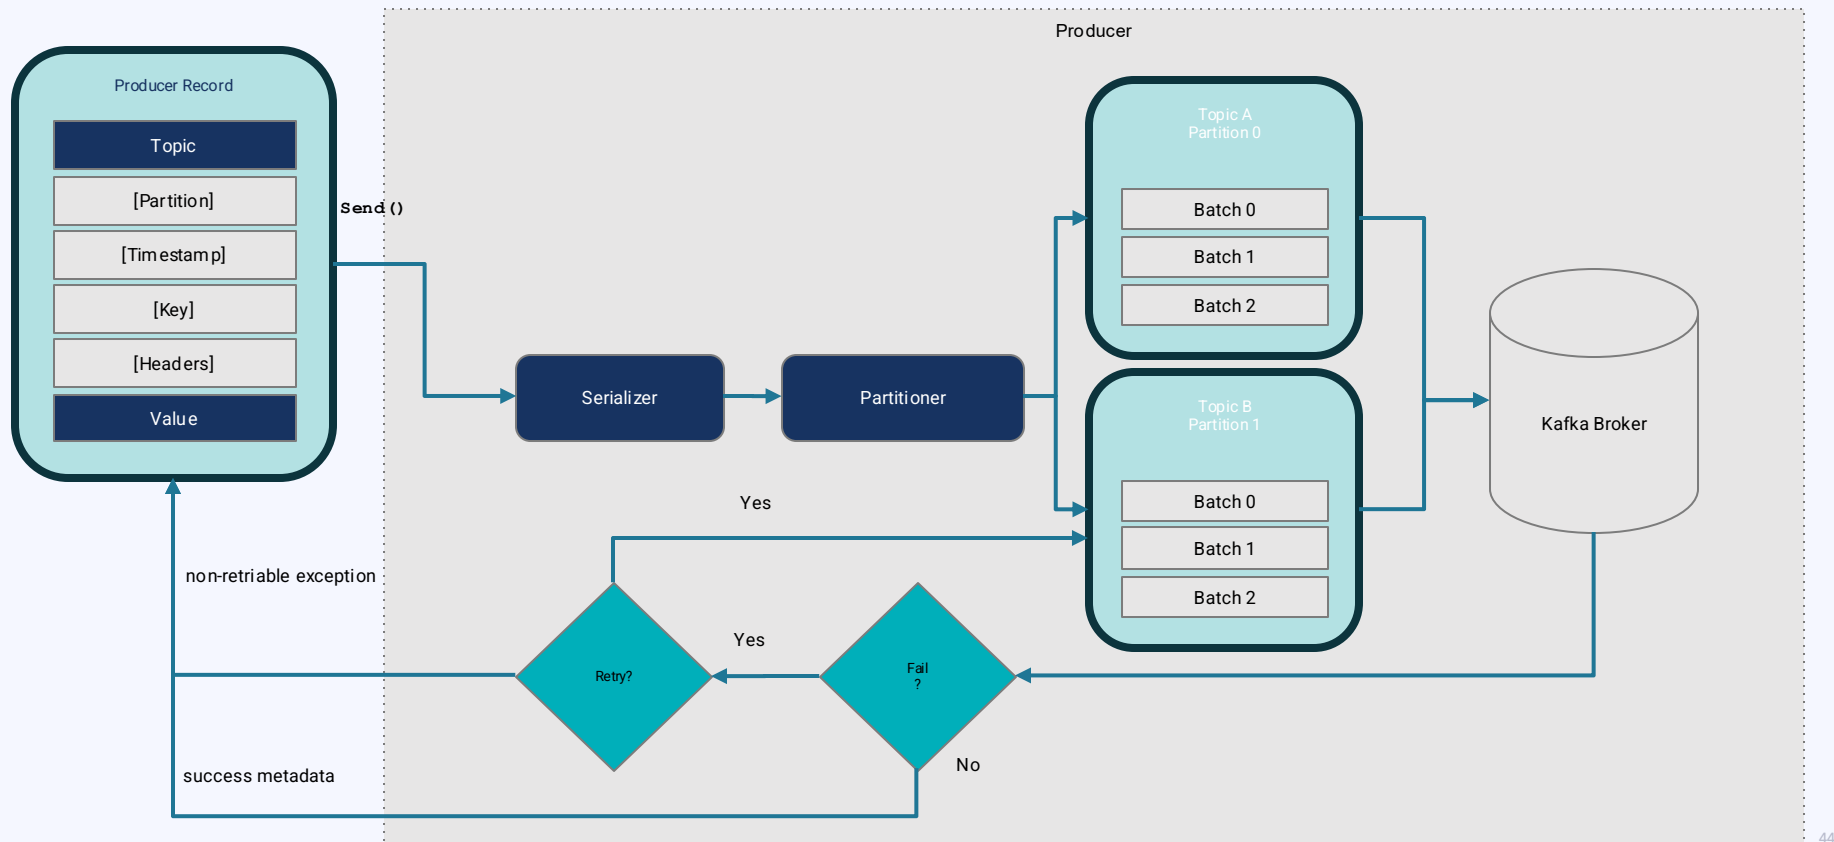 Producer
Producer Record
Topic
[Partition]
[Timestamp]
[Key]
[Headers]
Value
Send()
Serializer
Partitioner
Topic A
Partition 0
Batch 0
Batch 1
Batch 2
Topic B
Partition 1
Batch 0
Batch 1
Batch 2
Kafka Broker
Yes
non-retriable exception
Retry?
Yes
Fail
?
No
success metadata
44